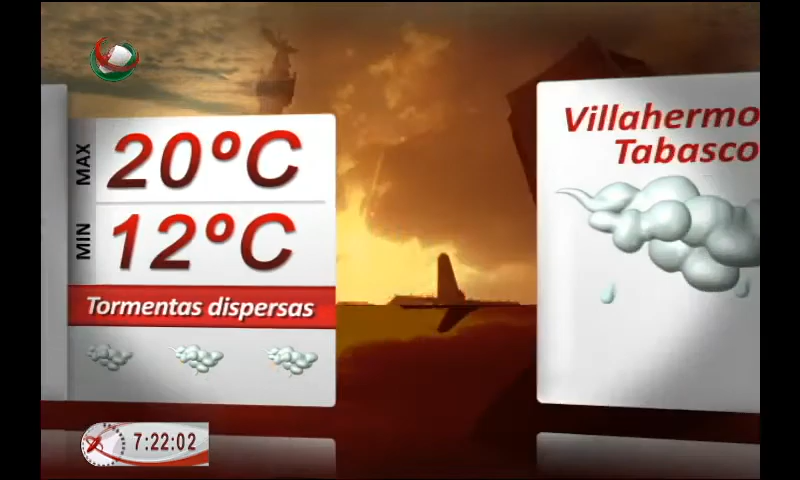 MAX 20ºC
MIN 12ºC
Tormentas dispersas
Villahermo
Tabasco
7:22:02